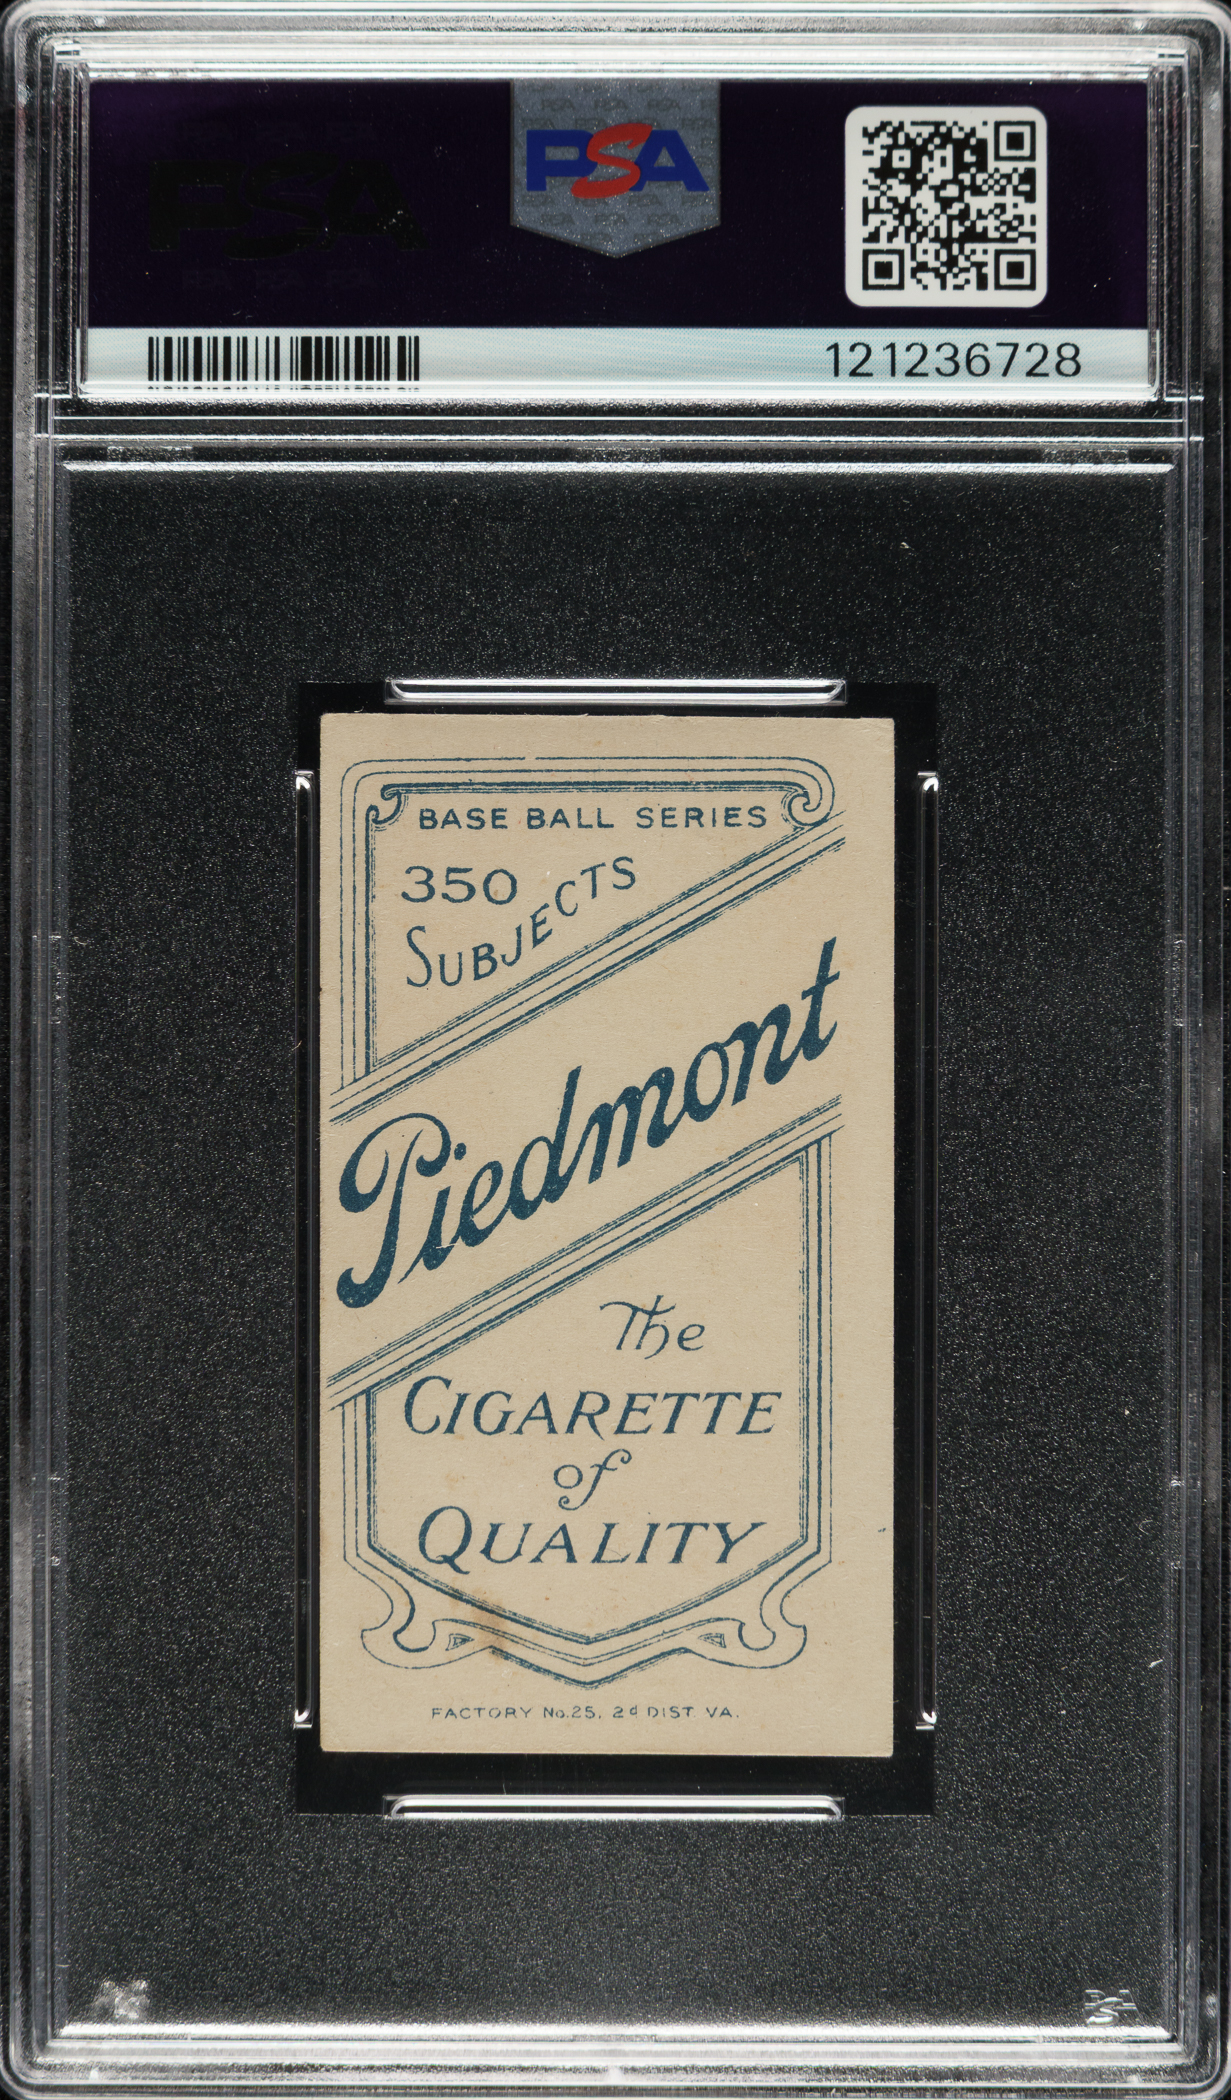 PSA
121236728
BASE BALL SERIES
350
SUBJECTS
Piedmont
The
CIGARETTE
of
QUALITY
FACTORY No.25, 2d DIST. VA.